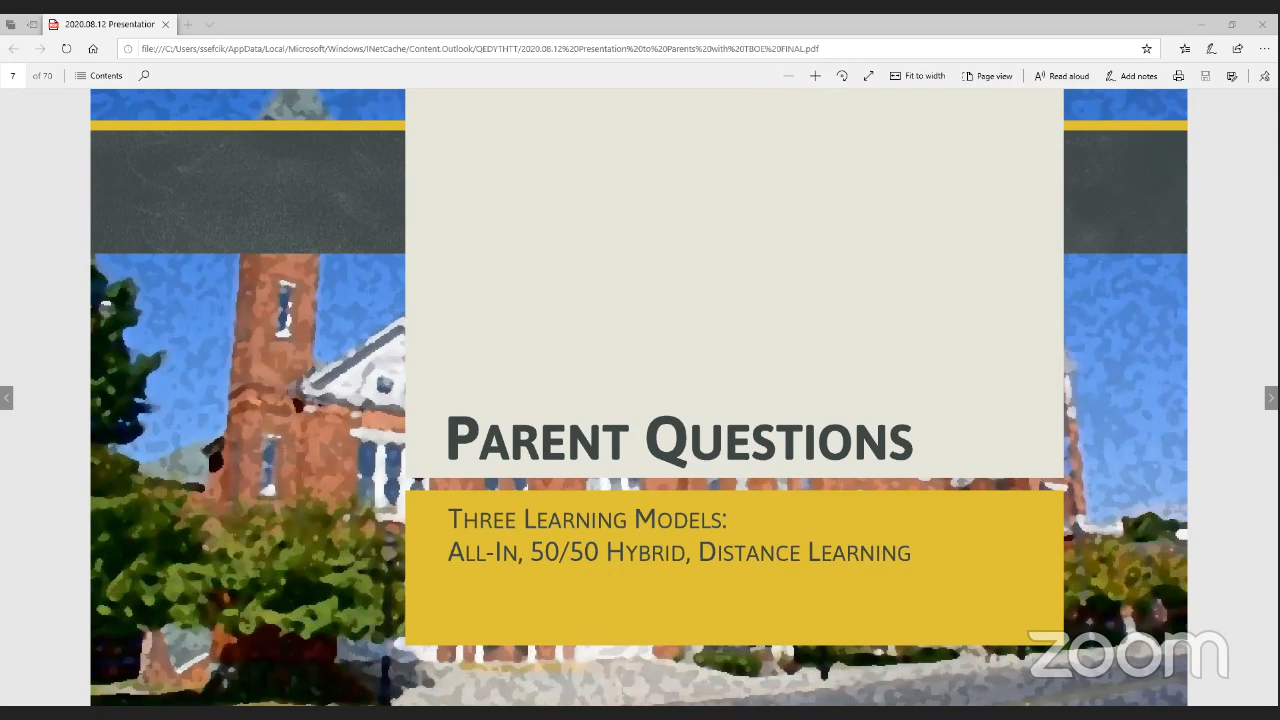 2020.08.12 Presentation
file:///C:/Users/ssefcik/AppData/Local/Microsoft/Windows/INetCache/Content.Outlook/QEDYTHTT/2020.08.12%20Presentation%20to%20Parents%20with%20TBOE%20FINAL.pdf
7 of 70 Contents Fit to width Page view Read aloud Add notes
PARENT QUESTIONS
THREE LEARNING MODELS:
ALL-IN, 50/50 HYBRID, DISTANCE LEARNING
zoom